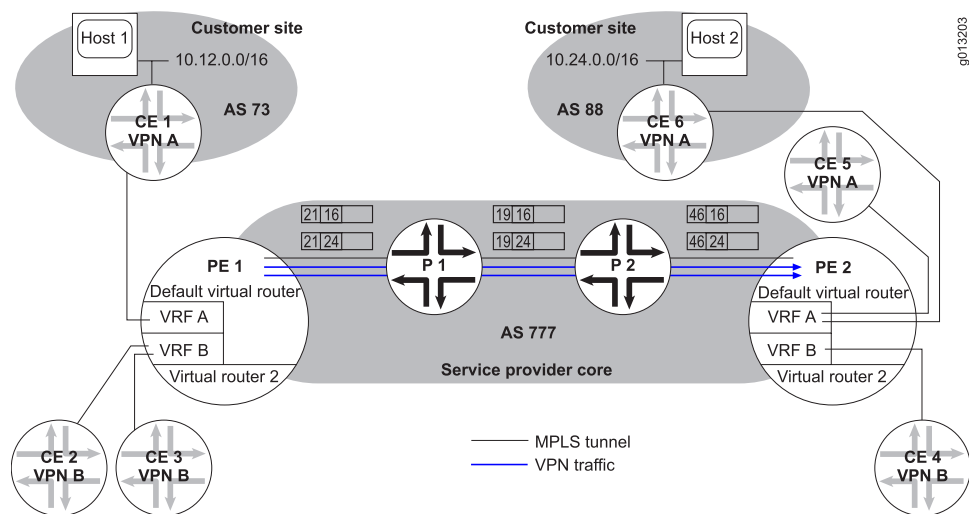 g013203
Customer site
Host 1
10.12.0.0/16
AS 73
CE 1
VPN A
Customer site
Host 2
10.24.0.0/16
AS 88
CE 6
VPN A
CE 5
VPN A
21 16
19 16
46 16
21 24
19 24
46 24
PE 1
P 1
P 2
PE 2
Default virtual router
Default virtual router
VRF A
VRF A
AS 777
VRF B
VRF B
Service provider core
Virtual router 2
Virtual router 2
MPLS tunnel
VPN traffic
CE 2
VPN B
CE 3
VPN B
CE 4
VPN B